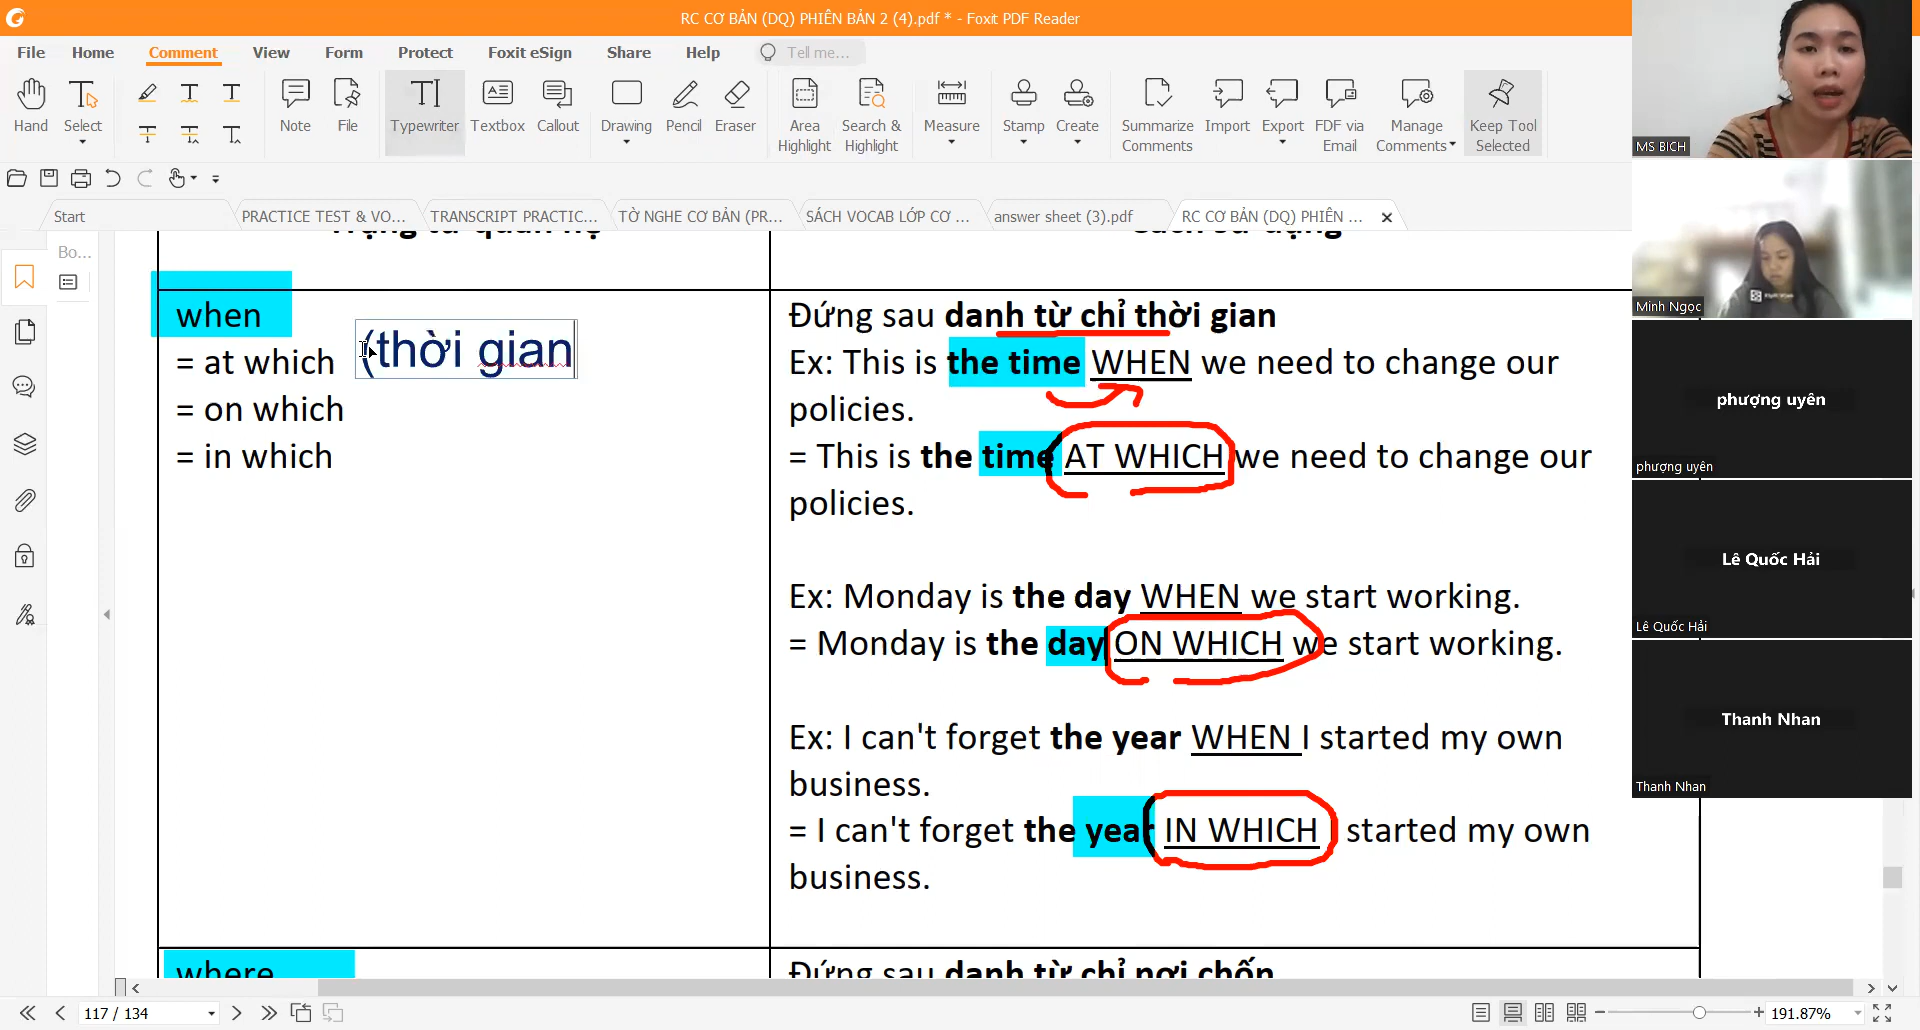 RC CƠ BẢN (DQ) PHIÊN BẢN 2 (4).pdf * - Foxit PDF Reader
File Home Comment View Form Protect Foxit eSign Share Help Tell me...
Hand Select Note File Typewriter Textbox Callout Drawing Pencil Eraser Area Highlight Search & Highlight Measure Stamp Create Summarize Comments Import Export FDF via Email Manage Comments Keep Tool Selected
Start PRACTICE TEST & VO... TRANSCRIPT PRACTIC... TỜ NGHE CƠ BẢN (PR... SÁCH VOCAB LỚP CƠ ... answer sheet (3).pdf RC CƠ BẢN (DQ) PHIÊN ...
Bo...
when
= at which
(thời gian
= on which
= in which
Đứng sau danh từ chỉ thời gian
Ex: This is the time WHEN we need to change our
policies.
= This is the time AT WHICH we need to change our
policies.
Ex: Monday is the day WHEN we start working.
= Monday is the day ON WHICH we start working.
Ex: I can't forget the year WHEN I started my own
business.
= I can't forget the year IN WHICH I started my own
business.
where
Đứng sau danh từ chỉ nơi chốn
117 / 134
191.87%
MS BICH
Minh Ngọc
phượng uyên
phượng uyên
Lê Quốc Hải
Lê Quốc Hải
Thanh Nhan
Thanh Nhan